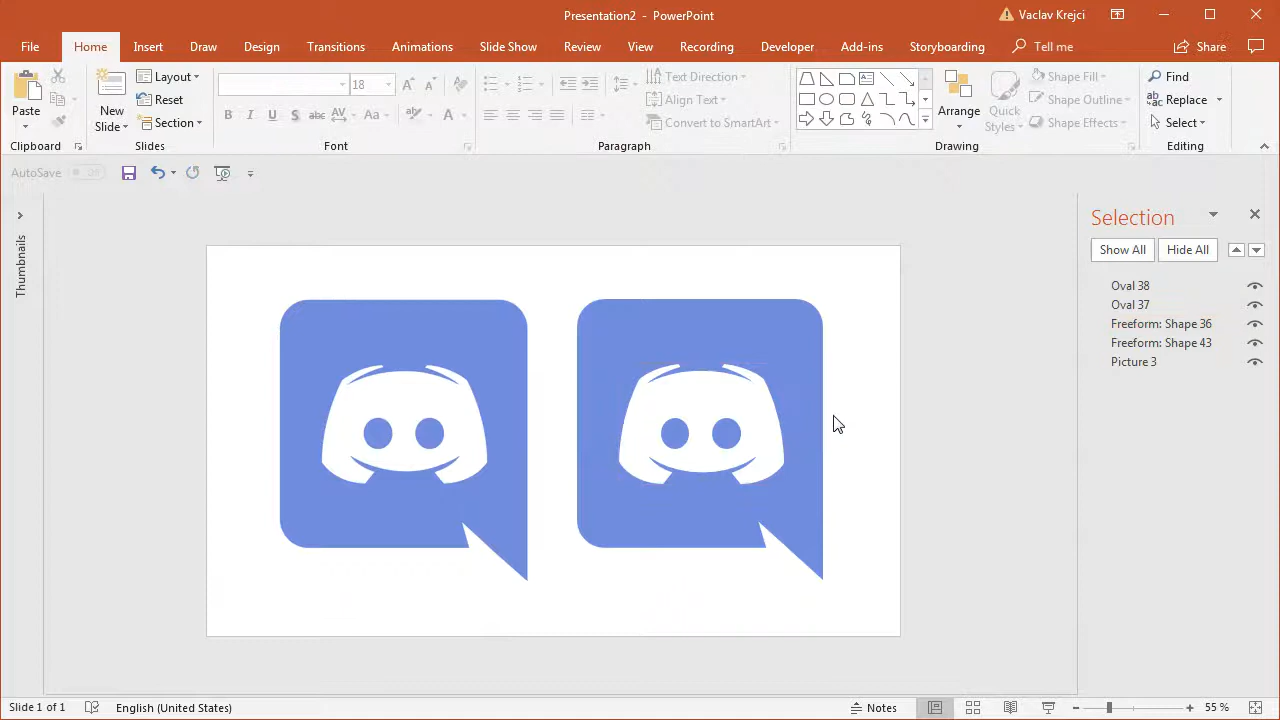 Presentation2 - PowerPoint
Vaclav Krejci
File Home Insert Draw Design Transitions Animations Slide Show Review View Recording Developer Add-ins Storyboarding Tell me Share
Paste
Clipboard
New Slide
Layout
Reset
Section
Slides
18
B I U S abc AV Aa A
Font
Text Direction
Align Text
Convert to SmartArt
Paragraph
Arrange
Quick Styles
Shape Fill
Shape Outline
Shape Effects
Drawing
Find
Replace
Select
Editing
AutoSave Off
Thumbnails
Selection
Show All Hide All
Oval 38
Oval 37
Freeform: Shape 36
Freeform: Shape 43
Picture 3
Slide 1 of 1 English (United States) Notes 55 %